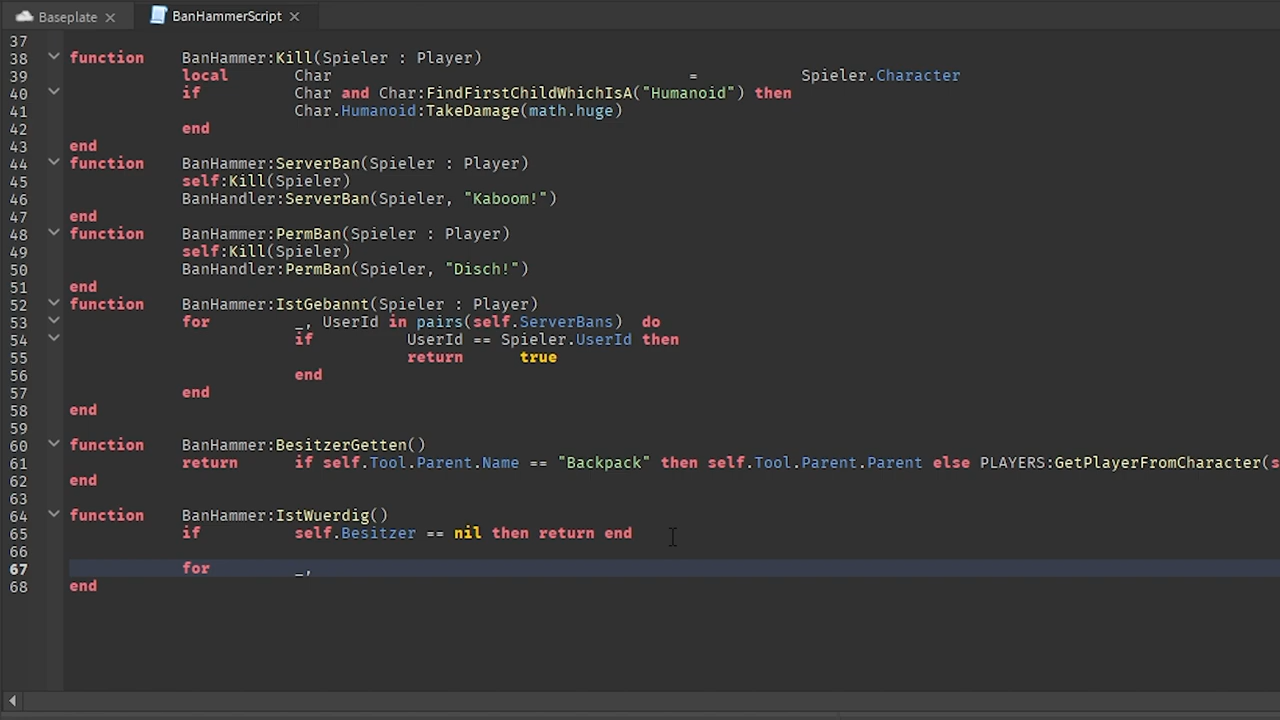 Baseplate BanHammerScript
37
38 function BanHammer:Kill(Spieler : Player)
39 local Char = Spieler.Character
40 if Char and Char:FindFirstChildWhichIsA("Humanoid") then
41 Char.Humanoid:TakeDamage(math.huge)
42 end
43 end
44 function BanHammer:ServerBan(Spieler : Player)
45 self:Kill(Spieler)
46 BanHandler:ServerBan(Spieler, "Kaboom!")
47 end
48 function BanHammer:PermBan(Spieler : Player)
49 self:Kill(Spieler)
50 BanHandler:PermBan(Spieler, "Disch!")
51 end
52 function BanHammer:IstGebannt(Spieler : Player)
53 for _, UserId in pairs(self.ServerBans) do
54 if UserId == Spieler.UserId then
55 return true
56 end
57 end
58 end
59
60 function BanHammer:BesitzerGetten()
61 return if self.Tool.Parent.Name == "Backpack" then self.Tool.Parent.Parent else PLAYERS:GetPlayerFromCharacter(s
62 end
63
64 function BanHammer:IstWuerdig()
65 if self.Besitzer == nil then return end
66
67 for _,
68 end